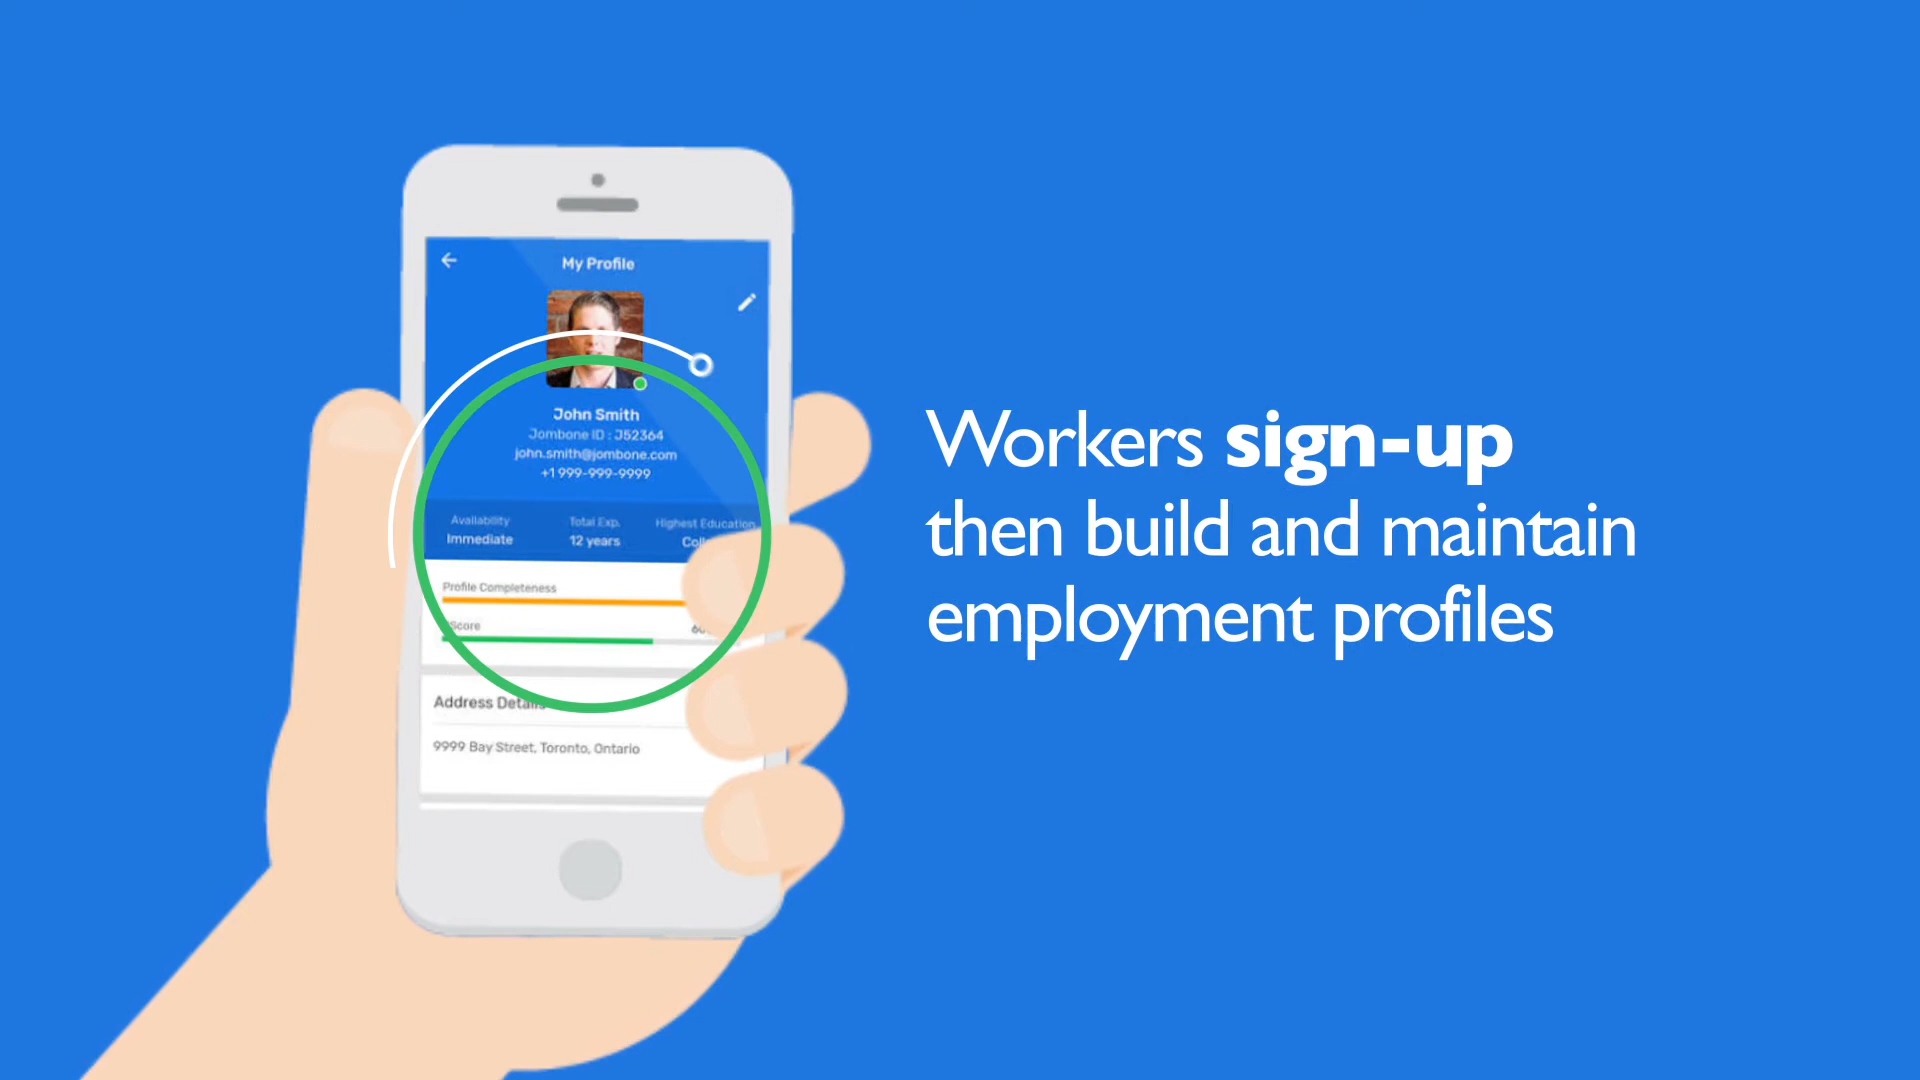 My Profile
John Smith
Jombone ID : J52364
john.smith@jombone.com
+1 999-999-9999
Availability Total Exp. Highest Education
Immediate 12 years
Profile Completeness
Score
Address Details
9999 Bay Street, Toronto, Ontario
Workers sign-up
then build and maintain
employment profiles